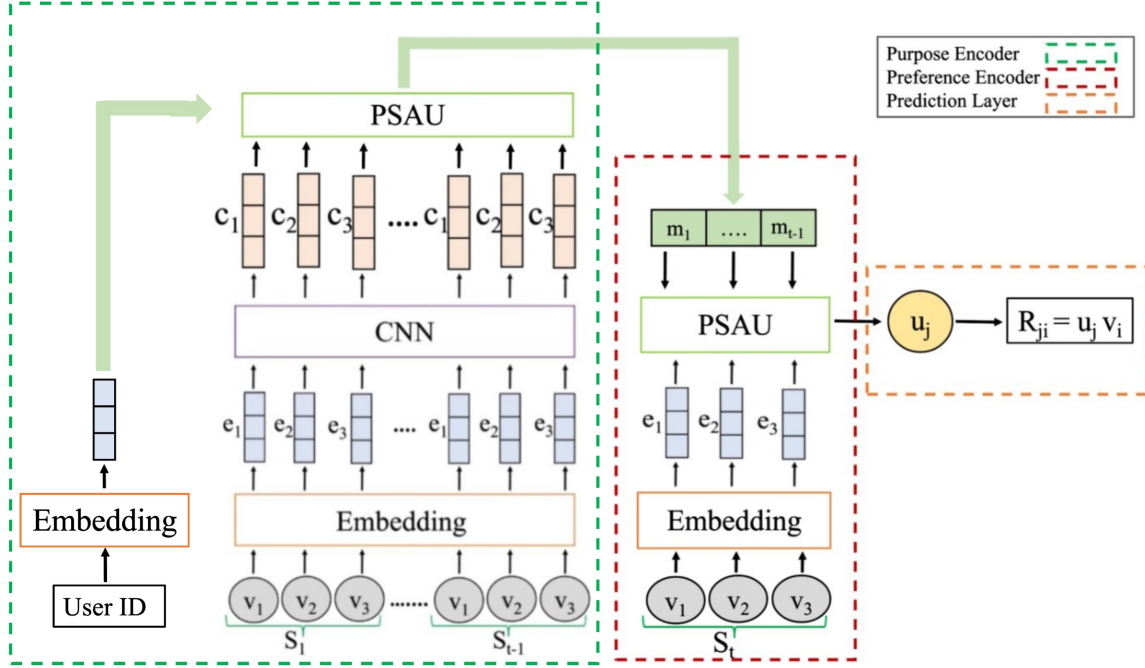 Purpose Encoder
Preference Encoder
Prediction Layer
PSAU
c₁ c₂ c₃ .... c₁ c₂ c₃
CNN
e₁ e₂ e₃ .... e₁ e₂ e₃
Embedding
v₁ v₂ v₃ ....... v₁ v₂ v₃
S₁ Sₜ₋₁
Embedding
User ID
m₁ .... mₜ₋₁
PSAU
e₁ e₂ e₃
Embedding
v₁ v₂ v₃
Sₜ
uⱼ
Rⱼᵢ = uⱼ vᵢ